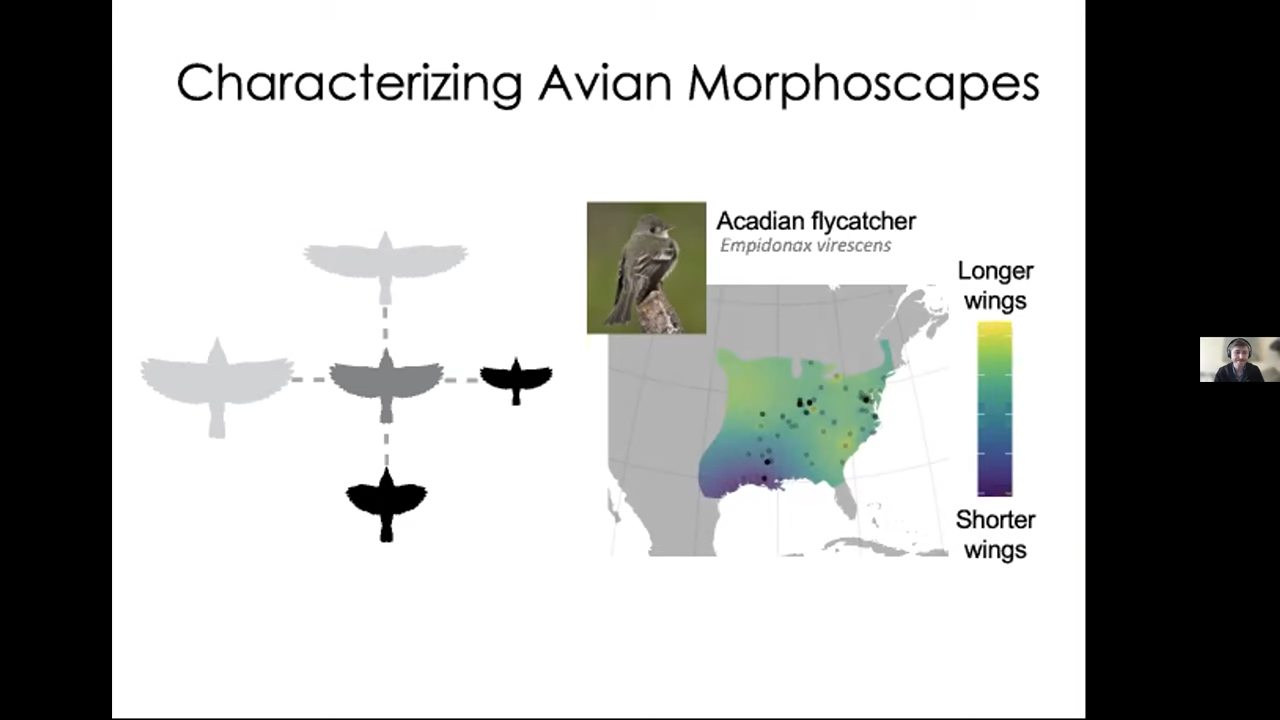 Characterizing Avian Morphoscapes
Acadian flycatcher
Empidonax virescens
Longer
wings
Shorter
wings